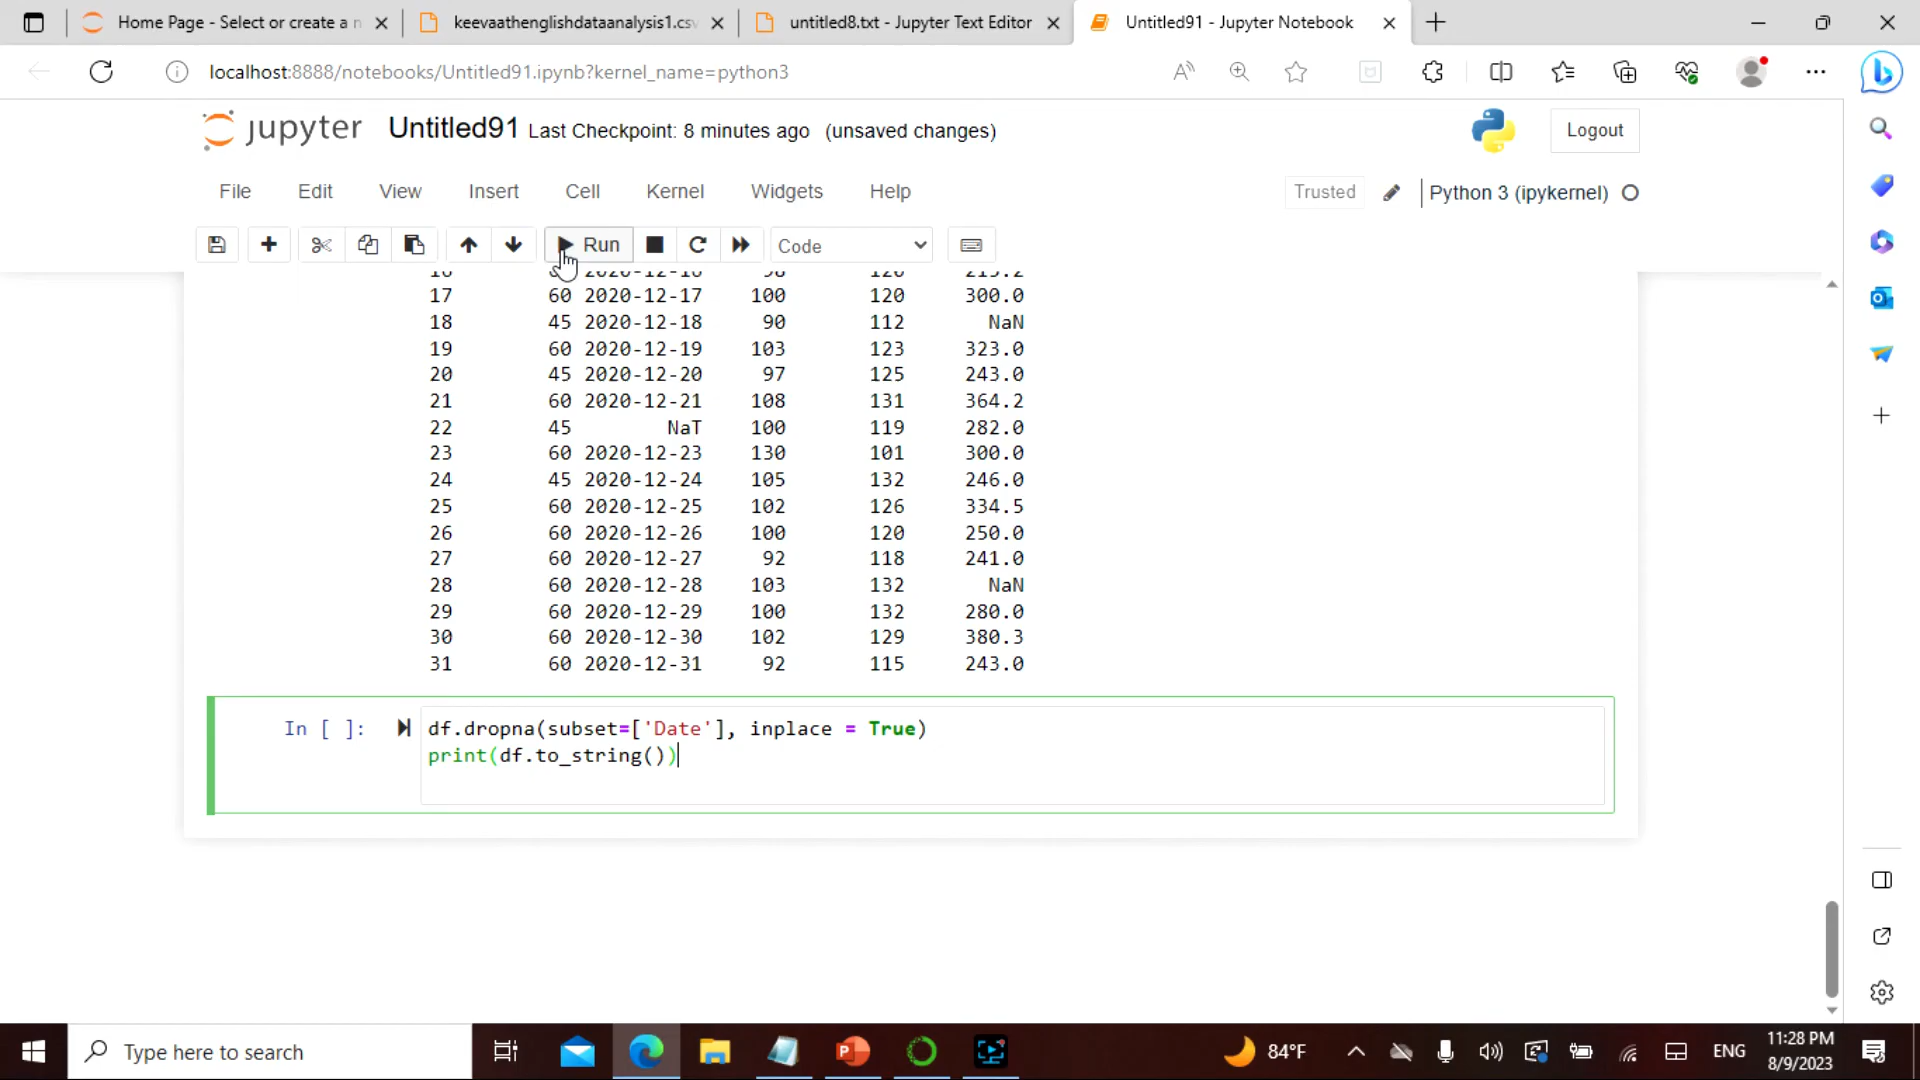 Home Page - Select or create a n
keevaathenglishdataanalysis1.csv
untitled8.txt - Jupyter Text Editor
Untitled91 - Jupyter Notebook
localhost:8888/notebooks/Untitled91.ipynb?kernel_name=python3
jupyter Untitled91 Last Checkpoint: 8 minutes ago (unsaved changes)
Logout
File Edit View Insert Cell Kernel Widgets Help
Trusted Python 3 (ipykernel)
Run Code
17 60 2020-12-17 100 120 300.0
18 45 2020-12-18 90 112 NaN
19 60 2020-12-19 103 123 323.0
20 45 2020-12-20 97 125 243.0
21 60 2020-12-21 108 131 364.2
22 45 NaT 100 119 282.0
23 60 2020-12-23 130 101 300.0
24 45 2020-12-24 105 132 246.0
25 60 2020-12-25 102 126 334.5
26 60 2020-12-26 100 120 250.0
27 60 2020-12-27 92 118 241.0
28 60 2020-12-28 103 132 NaN
29 60 2020-12-29 100 132 280.0
30 60 2020-12-30 102 129 380.3
31 60 2020-12-31 92 115 243.0
In [ ]: df.dropna(subset=['Date'], inplace = True)
print(df.to_string())
Type here to search
84°F
ENG
11:28 PM
8/9/2023